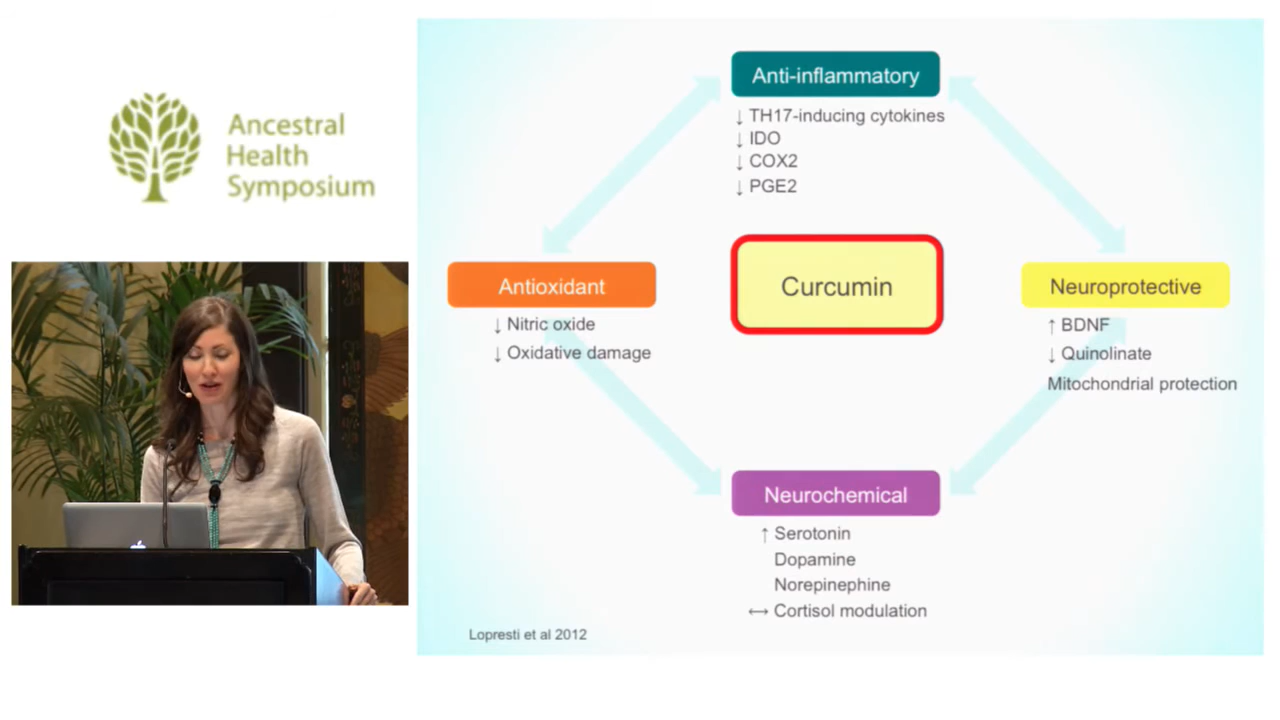 Ancestral
Health
Symposium
Anti-inflammatory
↓ TH17-inducing cytokines
↓ IDO
↓ COX2
↓ PGE2
Antioxidant
↓ Nitric oxide
↓ Oxidative damage
Curcumin
Neuroprotective
↑ BDNF
↓ Quinolinate
Mitochondrial protection
Neurochemical
↑ Serotonin
Dopamine
Norepinephine
↔ Cortisol modulation
Lopresti et al 2012